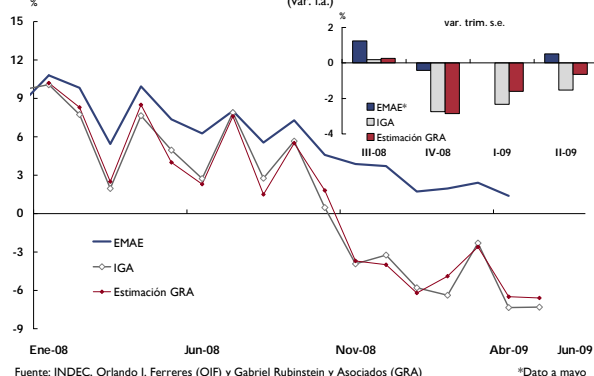 (var. i.a.)
%
15
12
9
6
3
0
-3
-6
-9
EMAE
IGA
Estimación GRA
Ene-08
Jun-08
Nov-08
Abr-09
Jun-09
%
var. trim. s.e.
2
0
-2
-4
EMAE*
IGA
Estimación GRA
III-08
IV-08
I-09
II-09
Fuente: INDEC, Orlando J. Ferreres (OJF) y Gabriel Rubinstein y Asociados (GRA)
*Dato a mayo